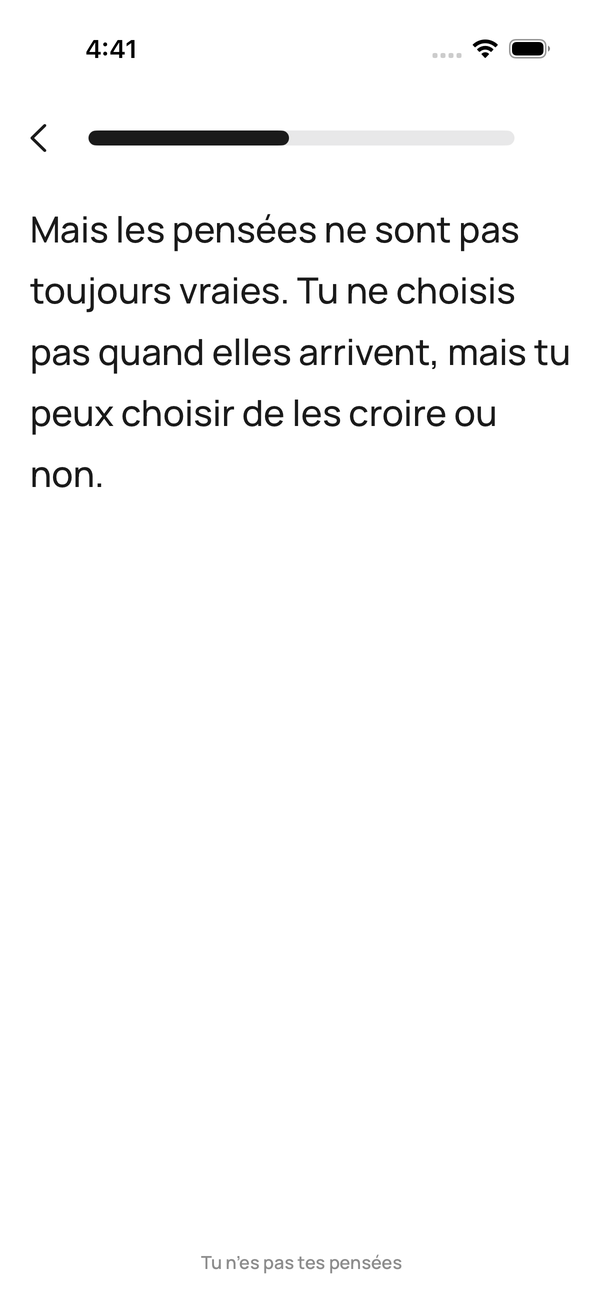 4:41
Mais les pensées ne sont pas
toujours vraies. Tu ne choisis
pas quand elles arrivent, mais tu
peux choisir de les croire ou
non.
Tu n'es pas tes pensées